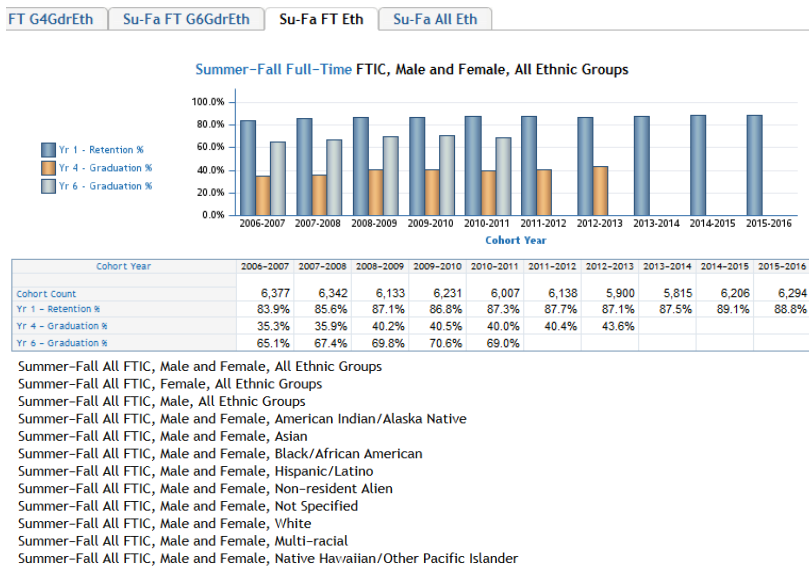 FT G4GdrEth Su-Fa FT G6GdrEth Su-Fa FT Eth Su-Fa All Eth
Summer-Fall Full-Time FTIC, Male and Female, All Ethnic Groups
100.0%
80.0%
60.0%
40.0%
20.0%
0.0%
Yr 1 - Retention %
Yr 4 - Graduation %
Yr 6 - Graduation %
2006-2007 2007-2008 2008-2009 2009-2010 2010-2011 2011-2012 2012-2013 2013-2014 2014-2015 2015-2016
Cohort Year
Cohort Year 2006-2007 2007-2008 2008-2009 2009-2010 2010-2011 2011-2012 2012-2013 2013-2014 2014-2015 2015-2016
Cohort Count 6,377 6,342 6,133 6,231 6,007 6,138 5,900 5,815 6,206 6,294
Yr 1 - Retention % 83.9% 85.6% 87.1% 86.8% 87.3% 87.7% 87.1% 87.5% 89.1% 88.8%
Yr 4 - Graduation % 35.3% 35.9% 40.2% 40.5% 40.0% 40.4% 43.6%
Yr 6 - Graduation % 65.1% 67.4% 69.8% 70.6% 69.0%
Summer-Fall All FTIC, Male and Female, All Ethnic Groups
Summer-Fall All FTIC, Female, All Ethnic Groups
Summer-Fall All FTIC, Male, All Ethnic Groups
Summer-Fall All FTIC, Male and Female, American Indian/Alaska Native
Summer-Fall All FTIC, Male and Female, Asian
Summer-Fall All FTIC, Male and Female, Black/African American
Summer-Fall All FTIC, Male and Female, Hispanic/Latino
Summer-Fall All FTIC, Male and Female, Non-resident Alien
Summer-Fall All FTIC, Male and Female, Not Specified
Summer-Fall All FTIC, Male and Female, White
Summer-Fall All FTIC, Male and Female, Multi-racial
Summer-Fall All FTIC, Male and Female, Native Hawaiian/Other Pacific Islander